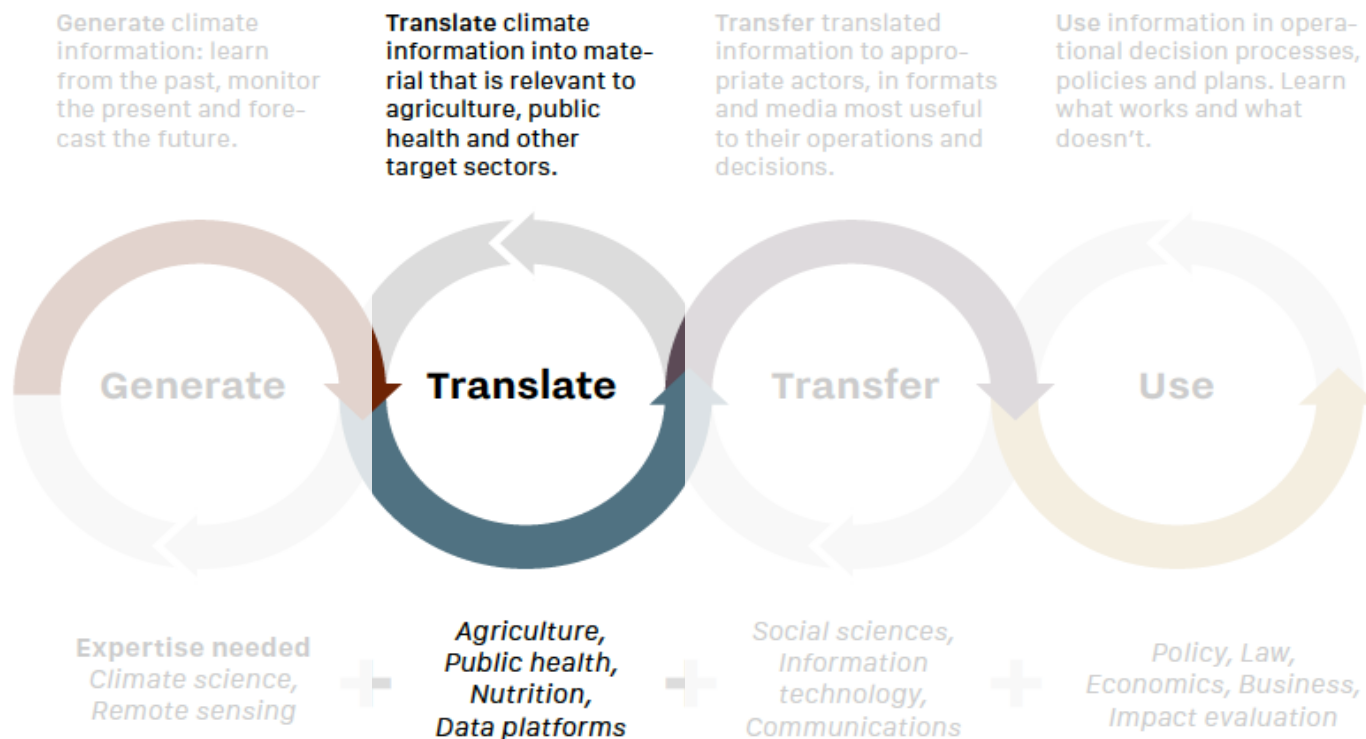 Generate climate
information: learn
from the past, monitor
the present and fore-
cast the future.
Translate climate
information into mate-
rial that is relevant to
agriculture, public
health and other
target sectors.
Transfer translated
information to appro-
priate actors, in formats
and media most useful
to their operations and
decisions.
Use information in opera-
tional decision processes,
policies and plans. Learn
what works and what
doesn't.
Generate
Translate
Transfer
Use
Expertise needed
Climate science,
Remote sensing
+
Agriculture,
Public health,
Nutrition,
Data platforms
+
Social sciences,
Information
technology,
Communications
+
Policy, Law,
Economics, Business,
Impact evaluation